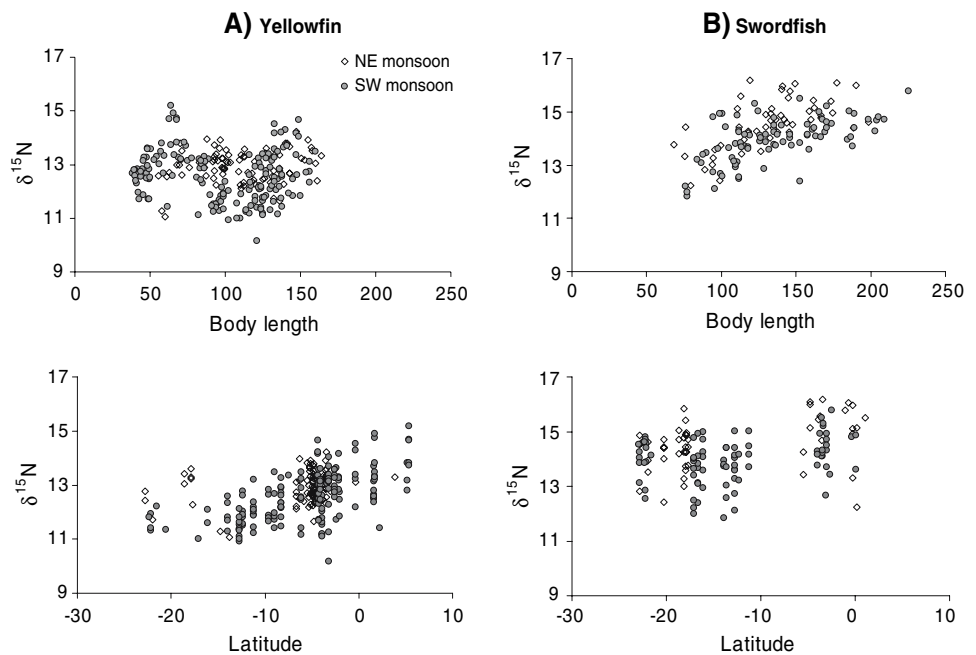 A) Yellowfin
B) Swordfish
NE monsoon
SW monsoon
17
15
13
11
9
δ15N
0 50 100 150 200 250
Body length
17
15
13
11
9
δ15N
0 50 100 150 200 250
Body length
17
15
13
11
9
δ15N
-30 -20 -10 0 10
Latitude
17
15
13
11
9
δ15N
-30 -20 -10 0 10
Latitude